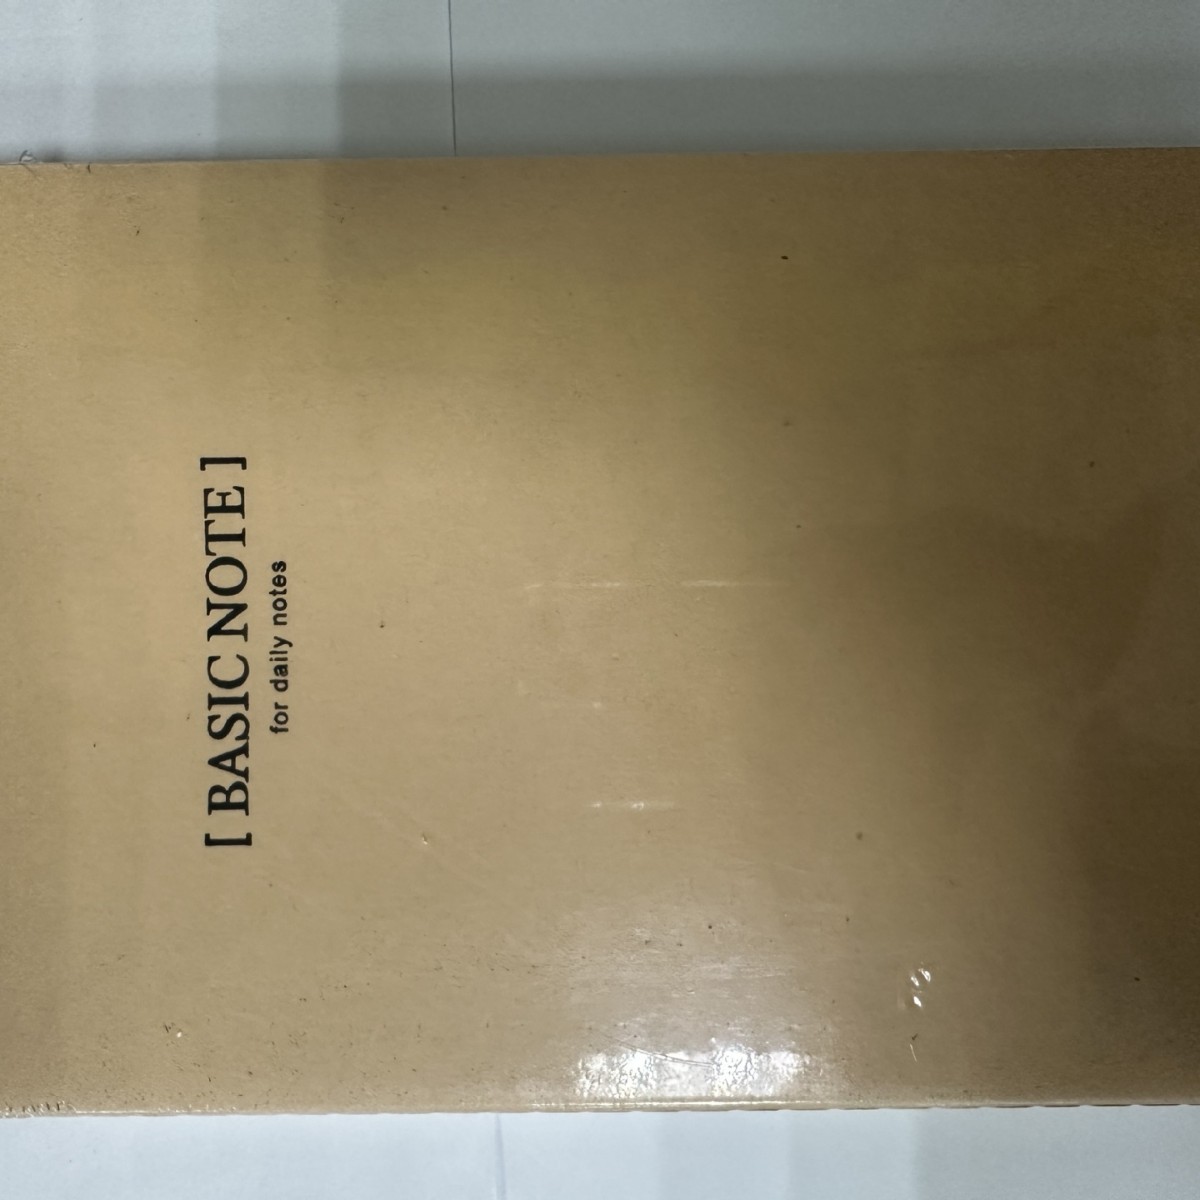 [ BASIC NOTE ]
for daily notes